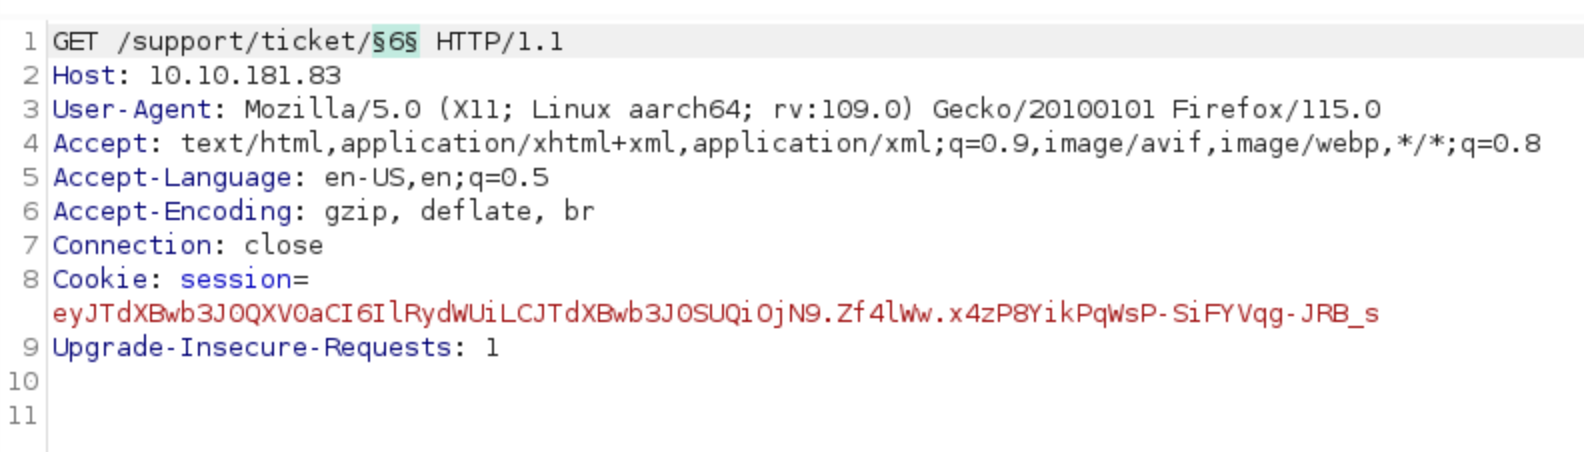 1 GET /support/ticket/§6§ HTTP/1.1
2 Host: 10.10.181.83
3 User-Agent: Mozilla/5.0 (X11; Linux aarch64; rv:109.0) Gecko/20100101 Firefox/115.0
4 Accept: text/html,application/xhtml+xml,application/xml;q=0.9,image/avif,image/webp,*/*;q=0.8
5 Accept-Language: en-US,en;q=0.5
6 Accept-Encoding: gzip, deflate, br
7 Connection: close
8 Cookie: session=
eyJTdXBwb3J0QXV0aCI6IlRydWUiLCJTdXBwb3J0SUQiOjN9.Zf4lWw.x4zP8YikPqWsP-SiFYVqg-JRB_s
9 Upgrade-Insecure-Requests: 1
10
11